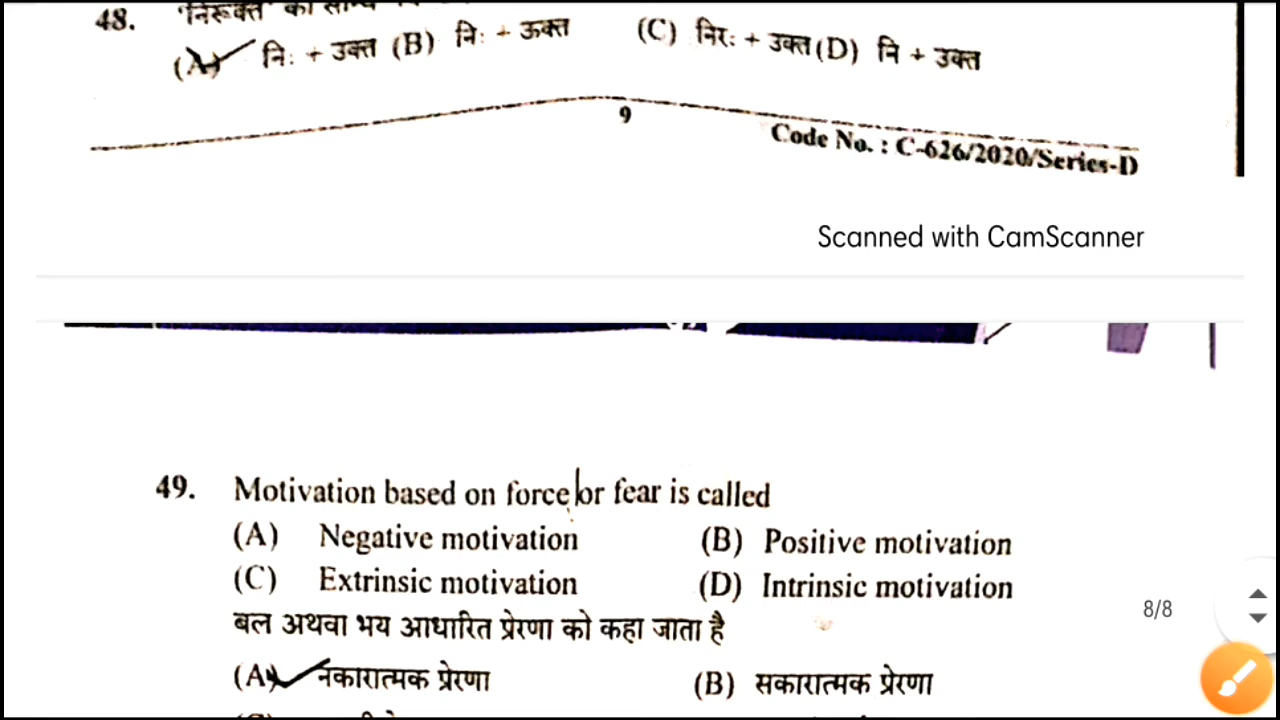 48. 'निरूक्त' का
(A) निः + उक्त (B) निः + ऊक्त (C) निरः + उक्त (D) नि + उक्त
9
Code No. : C-626/2020/Series-D
Scanned with CamScanner
49. Motivation based on force or fear is called
(A) Negative motivation (B) Positive motivation
(C) Extrinsic motivation (D) Intrinsic motivation
बल अथवा भय आधारित प्रेरणा को कहा जाता है
8/8
(A) नकारात्मक प्रेरणा (B) सकारात्मक प्रेरणा